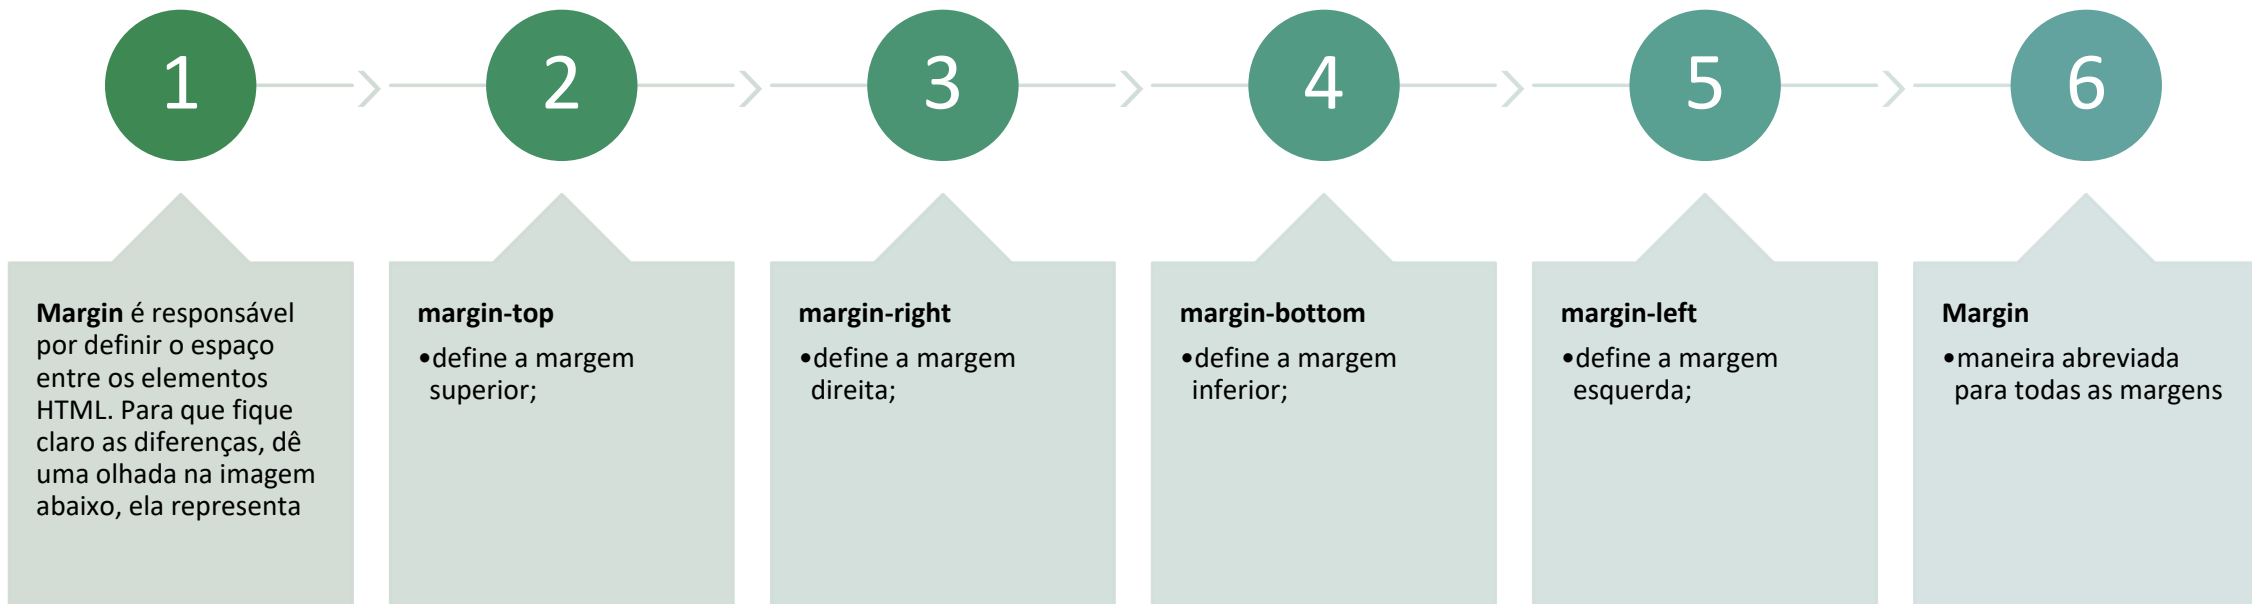 1
2
3
4
5
6
Margin é responsável
por definir o espaço
entre os elementos
HTML. Para que fique
claro as diferenças, dê
uma olhada na imagem
abaixo, ela representa
margin-top
•define a margem
superior;
margin-right
•define a margem
direita;
margin-bottom
•define a margem
inferior;
margin-left
•define a margem
esquerda;
Margin
•maneira abreviada
para todas as margens